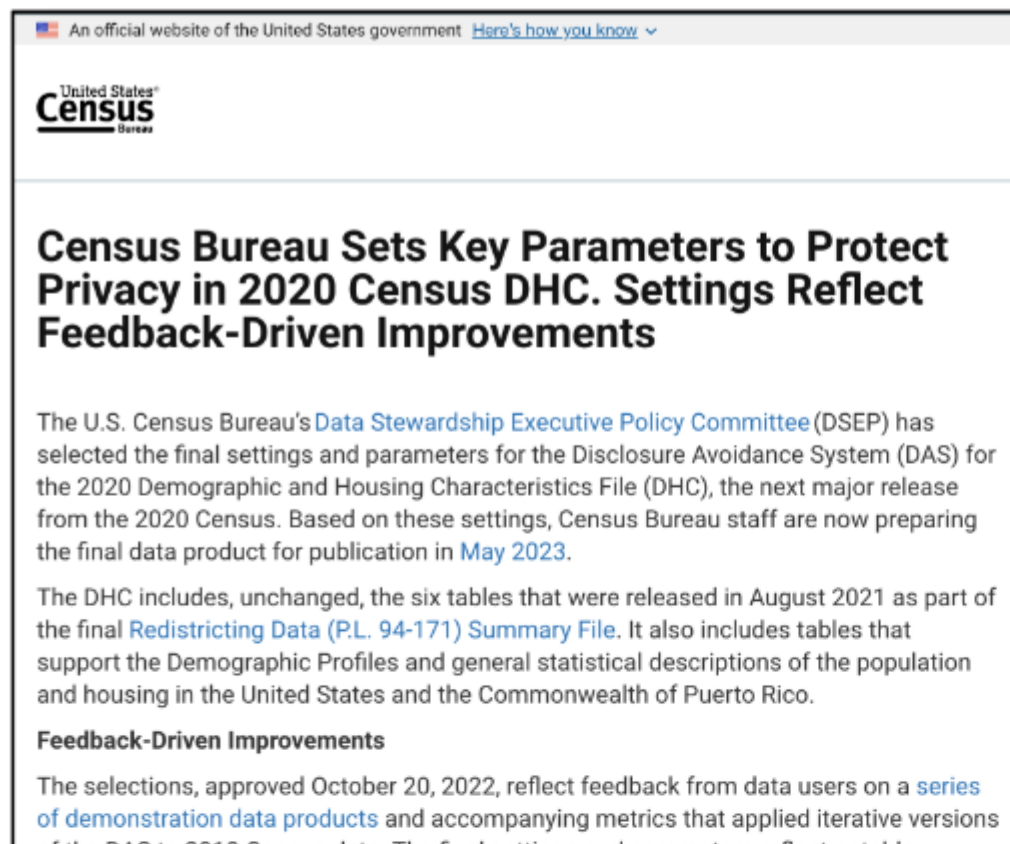 An official website of the United States government Here's how you know
United States®
Census
Bureau
Census Bureau Sets Key Parameters to Protect
Privacy in 2020 Census DHC. Settings Reflect
Feedback-Driven Improvements
The U.S. Census Bureau's Data Stewardship Executive Policy Committee (DSEP) has
selected the final settings and parameters for the Disclosure Avoidance System (DAS) for
the 2020 Demographic and Housing Characteristics File (DHC), the next major release
from the 2020 Census. Based on these settings, Census Bureau staff are now preparing
the final data product for publication in May 2023.
The DHC includes, unchanged, the six tables that were released in August 2021 as part of
the final Redistricting Data (P.L. 94-171) Summary File. It also includes tables that
support the Demographic Profiles and general statistical descriptions of the population
and housing in the United States and the Commonwealth of Puerto Rico.
Feedback-Driven Improvements
The selections, approved October 20, 2022, reflect feedback from data users on a series
of demonstration data products and accompanying metrics that applied iterative versions